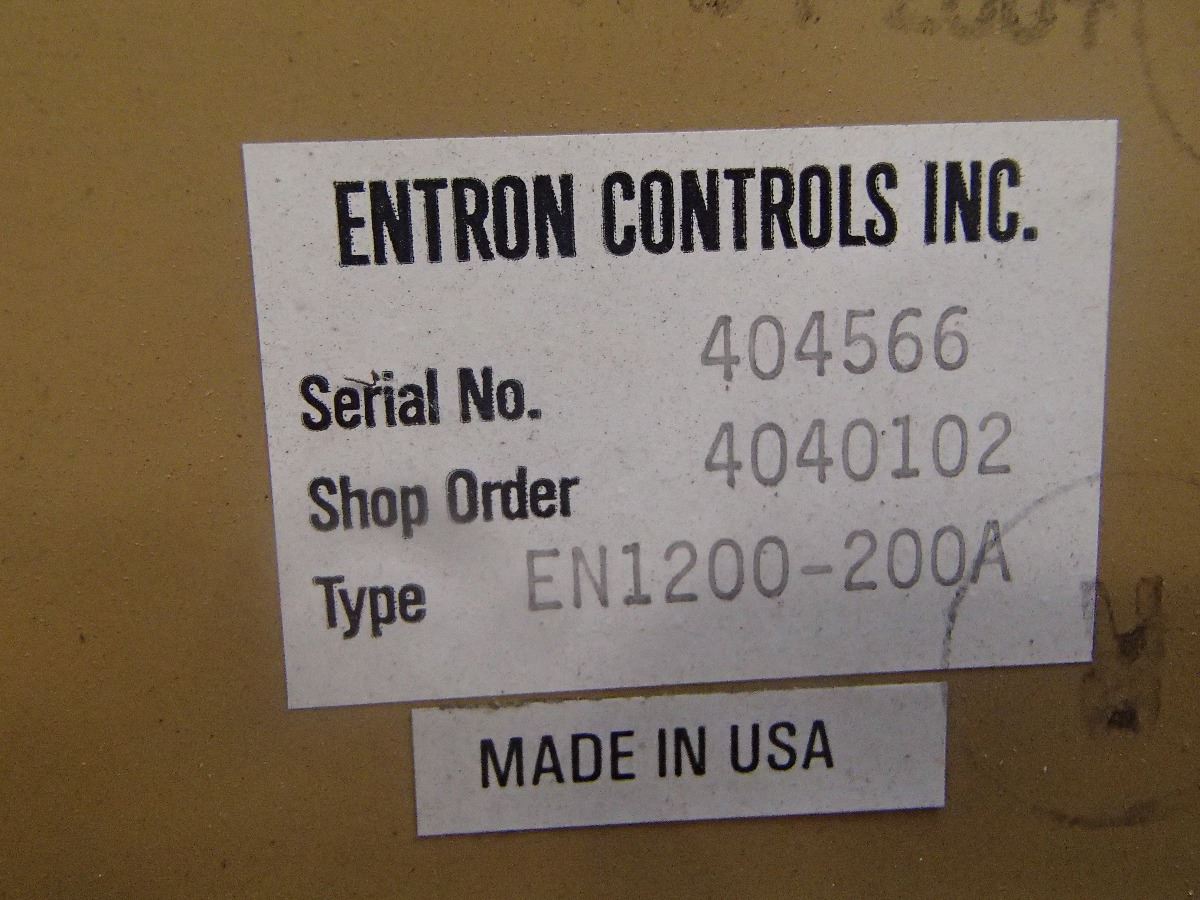 ENTRON CONTROLS INC.
Serial No. 404566
Shop Order 4040102
Type EN1200-200A
MADE IN USA